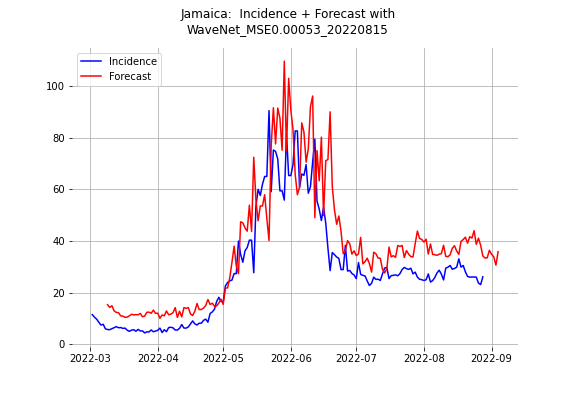 Jamaica:  Incidence + Forecast with
WaveNet_MSE0.00053_20220815
Incidence
Forecast
100
80
60
40
20
0
2022-03 2022-04 2022-05 2022-06 2022-07 2022-08 2022-09